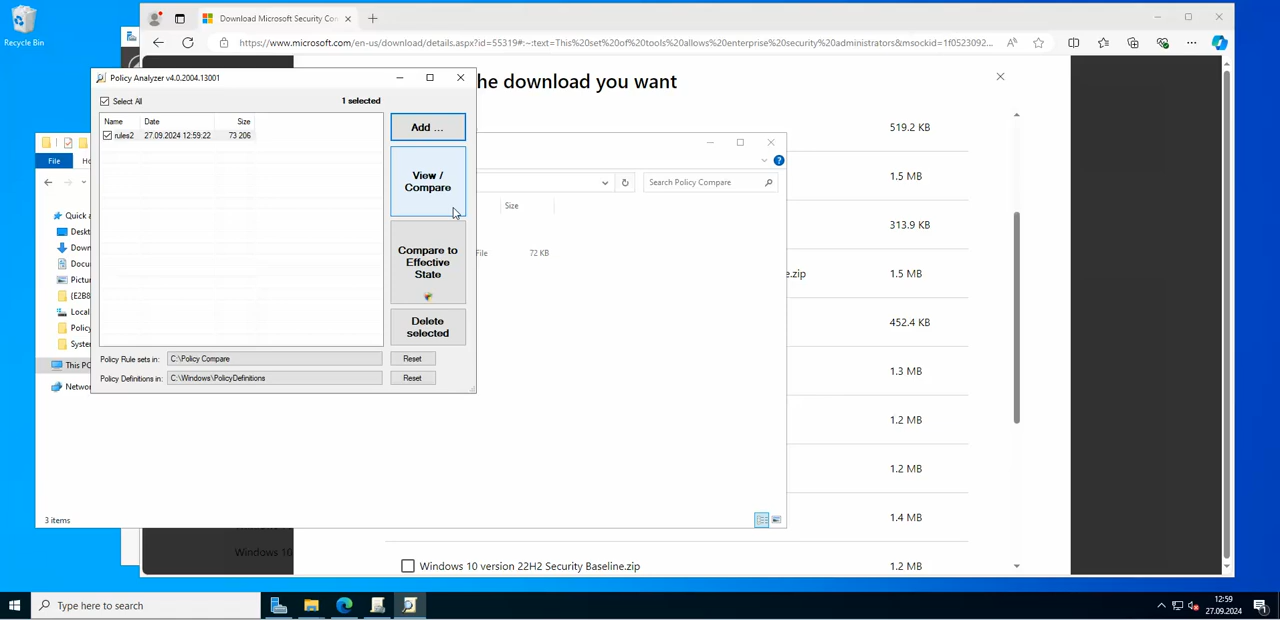 Recycle Bin
Download Microsoft Security Co
https://www.microsoft.com/en-us/download/details.aspx?id=55319#:~:text=This%20set%20of%20tools%20allows%20enterprise%20security%20administrators&msockid=1f0523092...
he download you want
519.2 KB
1.5 MB
313.9 KB
e.zip
1.5 MB
452.4 KB
1.3 MB
1.2 MB
1.2 MB
1.4 MB
Windows 10 version 22H2 Security Baseline.zip
1.2 MB
Windows 10
Policy Analyzer v4.0.2004.13001
Select All
1 selected
Name Date Size
rules2 27.09.2024 12:59:22 73 206
Add ...
View /
Compare
Compare to
Effective
State
Delete
selected
Policy Rule sets in: C:\Policy Compare Reset
Policy Definitions in: C:\Windows\PolicyDefinitions Reset
File
Ho
Search Policy Compare
Size
File 72 KB
Quick a
Deskt
Down
Docu
Pictur
{E2B8
Local
Policy
Syste
This PC
Netwo
3 items
Type here to search
12:59
27.09.2024
1